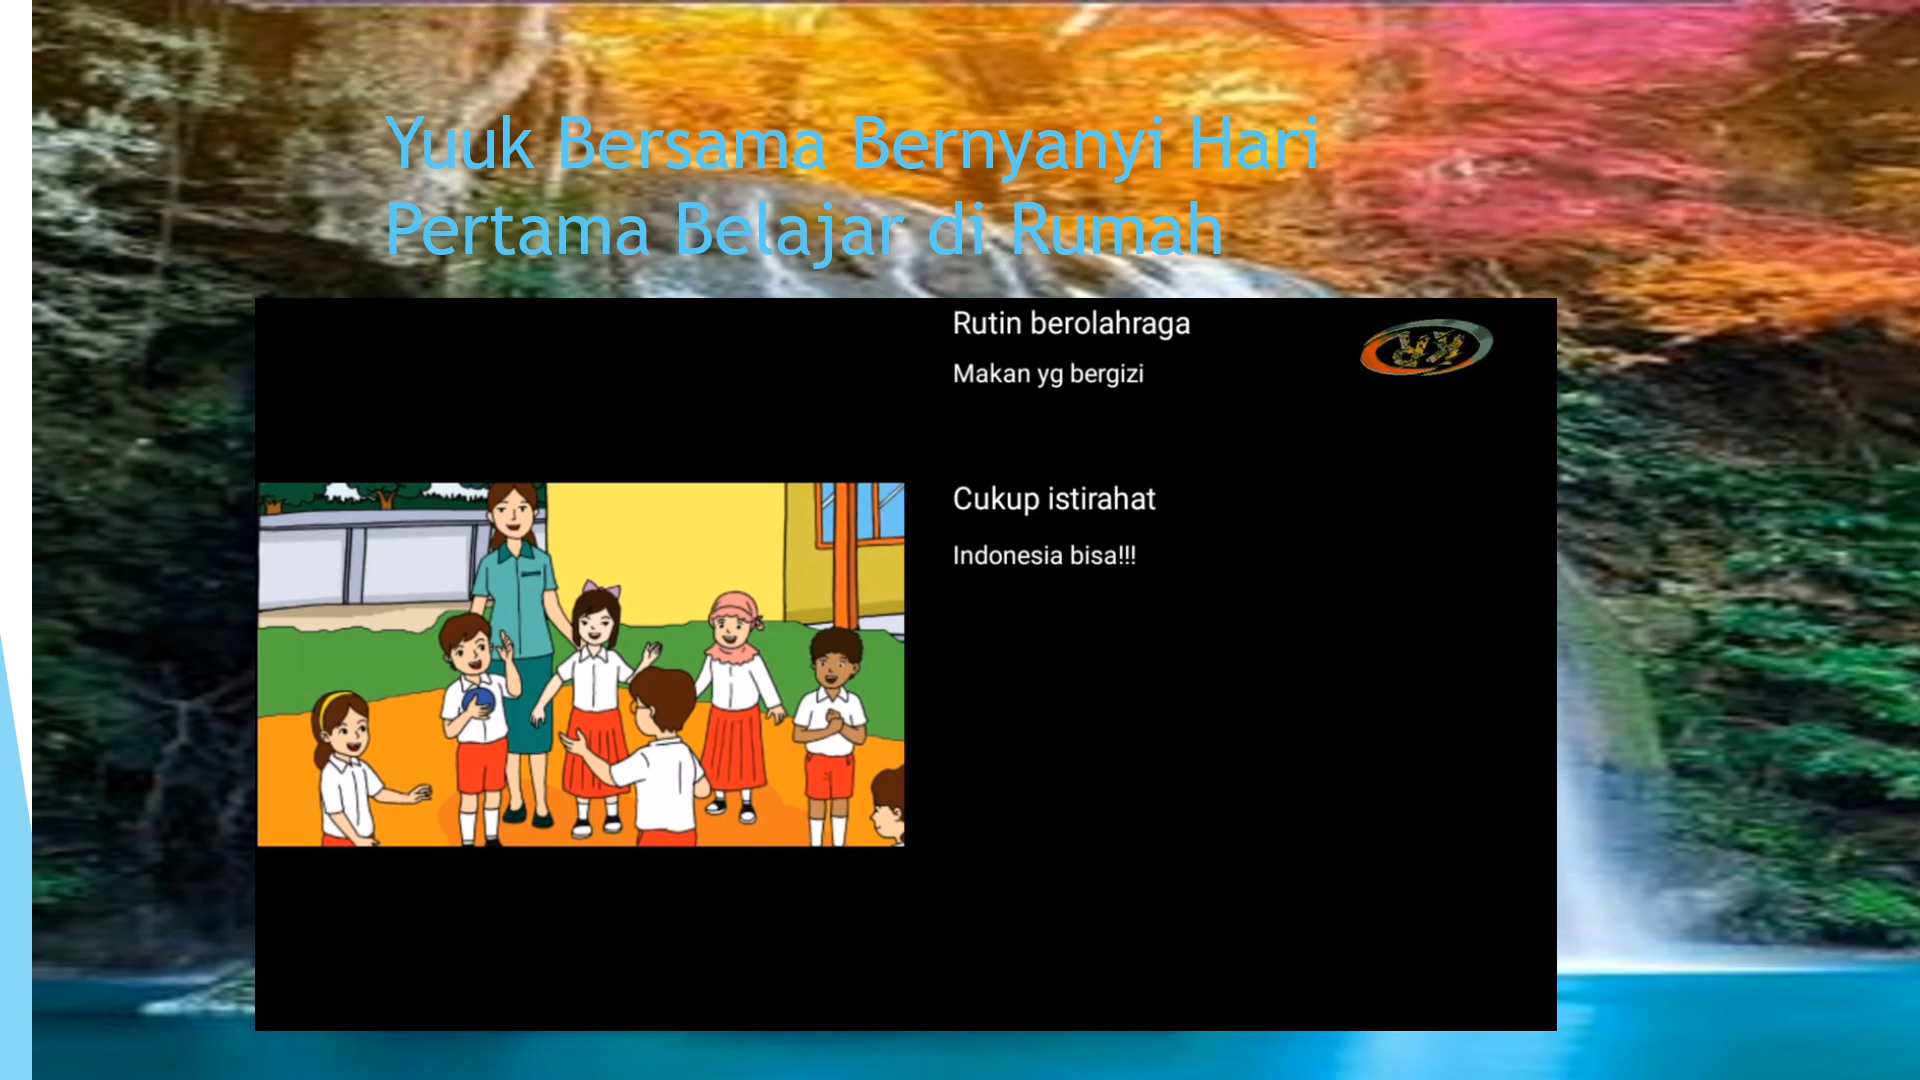 Yuuk Bersama Bernyanyi Hari
Pertama Belajar di Rumah
Rutin berolahraga
Makan yg bergizi
Cukup istirahat
Indonesia bisa!!!